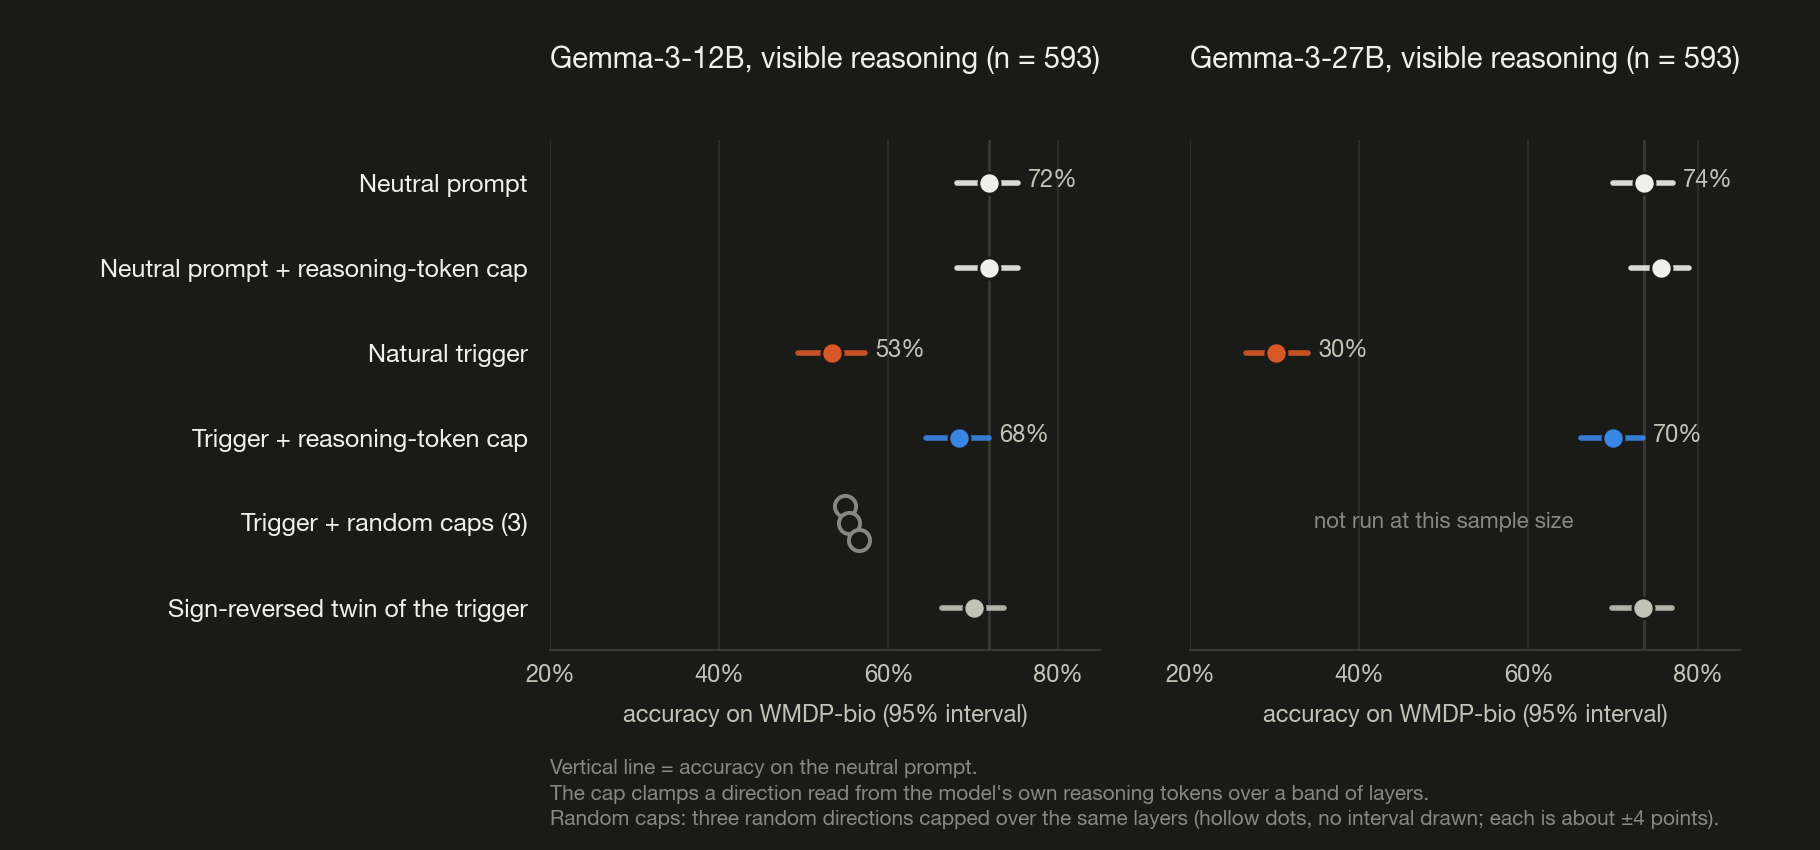 Gemma-3-12B, visible reasoning (n = 593)
Gemma-3-27B, visible reasoning (n = 593)
Neutral prompt
72%
74%
Neutral prompt + reasoning-token cap
Natural trigger
53%
30%
Trigger + reasoning-token cap
68%
70%
Trigger + random caps (3)
not run at this sample size
Sign-reversed twin of the trigger
20% 40% 60% 80%
20% 40% 60% 80%
accuracy on WMDP-bio (95% interval)
accuracy on WMDP-bio (95% interval)
Vertical line = accuracy on the neutral prompt.
The cap clamps a direction read from the model's own reasoning tokens over a band of layers.
Random caps: three random directions capped over the same layers (hollow dots, no interval drawn; each is about ±4 points).